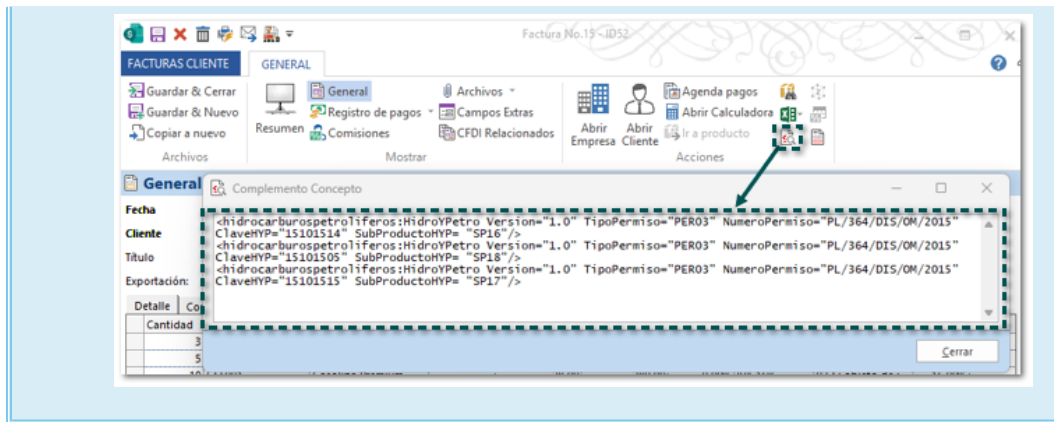 Factura No.15 - ID52
FACTURAS CLIENTE
GENERAL
Guardar & Cerrar
Guardar & Nuevo
Copiar a nuevo
Archivos
Resumen
General
Registro de pagos
Comisiones
Archivos
Campos Extras
CFDI Relacionados
Mostrar
Abrir
Empresa
Abrir
Cliente
Agenda pagos
Abrir Calculadora
Ir a producto
Acciones
General
Complemento Concepto
Fecha
Cliente
Título
Exportación:
<hidrocarburospetroliferos:HidroYPetro Version="1.0" TipoPermiso="PER03" NumeroPermiso="PL/364/DIS/OM/2015"
ClaveHYP="15101514" SubProductoHYP= "SP16"/>
<hidrocarburospetroliferos:HidroYPetro Version="1.0" TipoPermiso="PER03" NumeroPermiso="PL/364/DIS/OM/2015"
ClaveHYP="15101505" SubProductoHYP= "SP18"/>
<hidrocarburospetroliferos:HidroYPetro Version="1.0" TipoPermiso="PER03" NumeroPermiso="PL/364/DIS/OM/2015"
ClaveHYP="15101515" SubProductoHYP= "SP17"/>
Detalle
Co
Cantidad
3
5
Cerrar